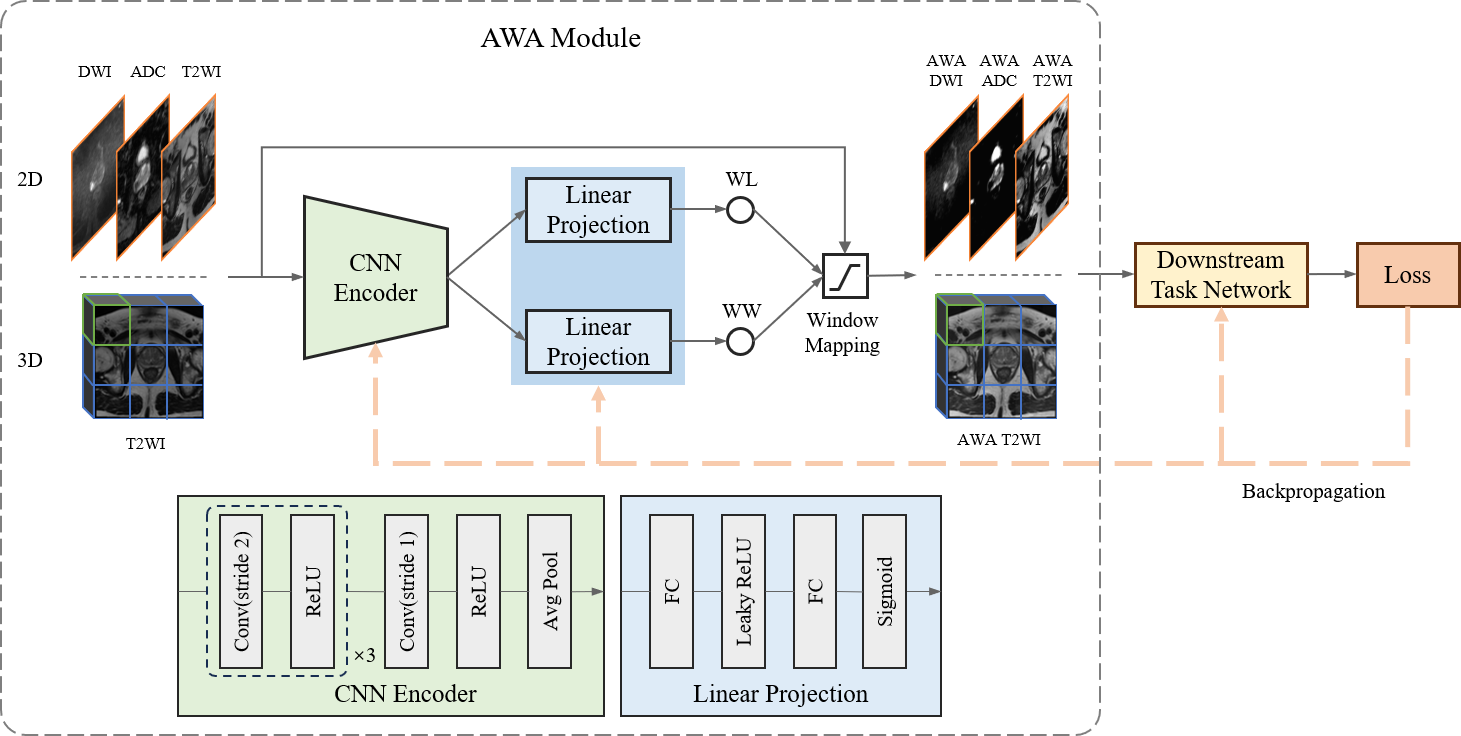 AWA Module
DWI ADC T2WI
AWA DWI
AWA ADC
AWA T2WI
2D
3D
T2WI
CNN
Encoder
Linear
Projection
Linear
Projection
WL
WW
Window
Mapping
AWA T2WI
Downstream
Task Network
Loss
Backpropagation
Conv(stride 2)
ReLU
×3
Conv(stride 1)
ReLU
Avg Pool
CNN Encoder
FC
Leaky ReLU
FC
Sigmoid
Linear Projection